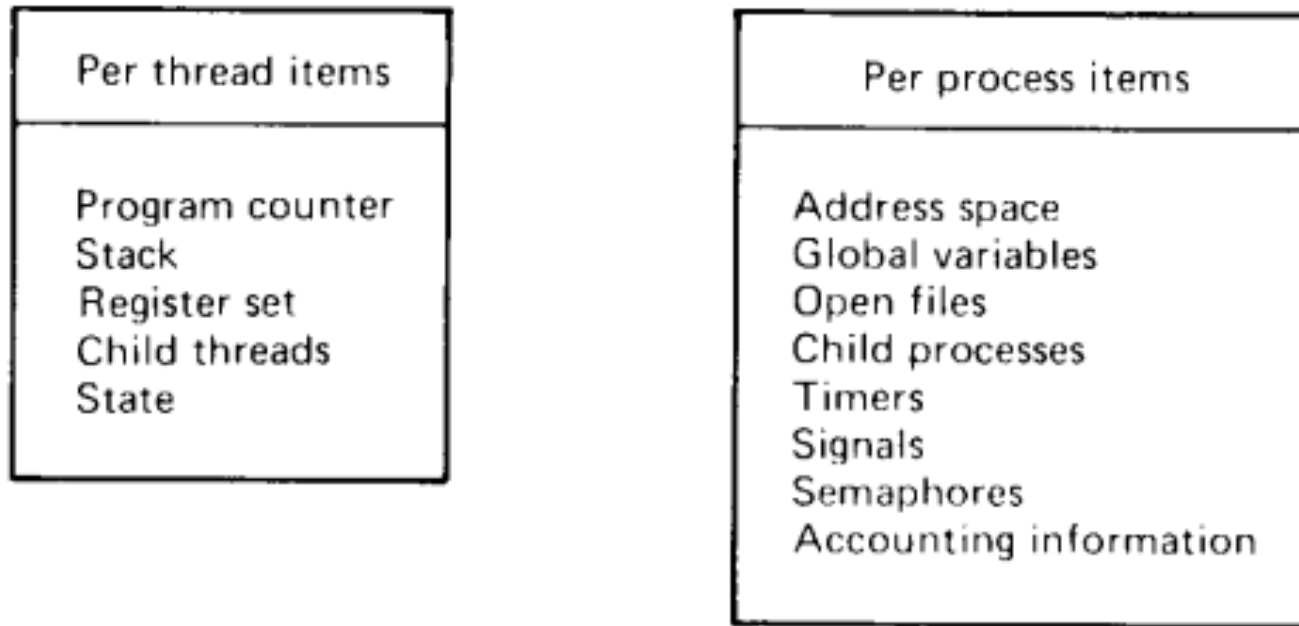 Per thread items
Program counter
Stack
Register set
Child threads
State
Per process items
Address space
Global variables
Open files
Child processes
Timers
Signals
Semaphores
Accounting information